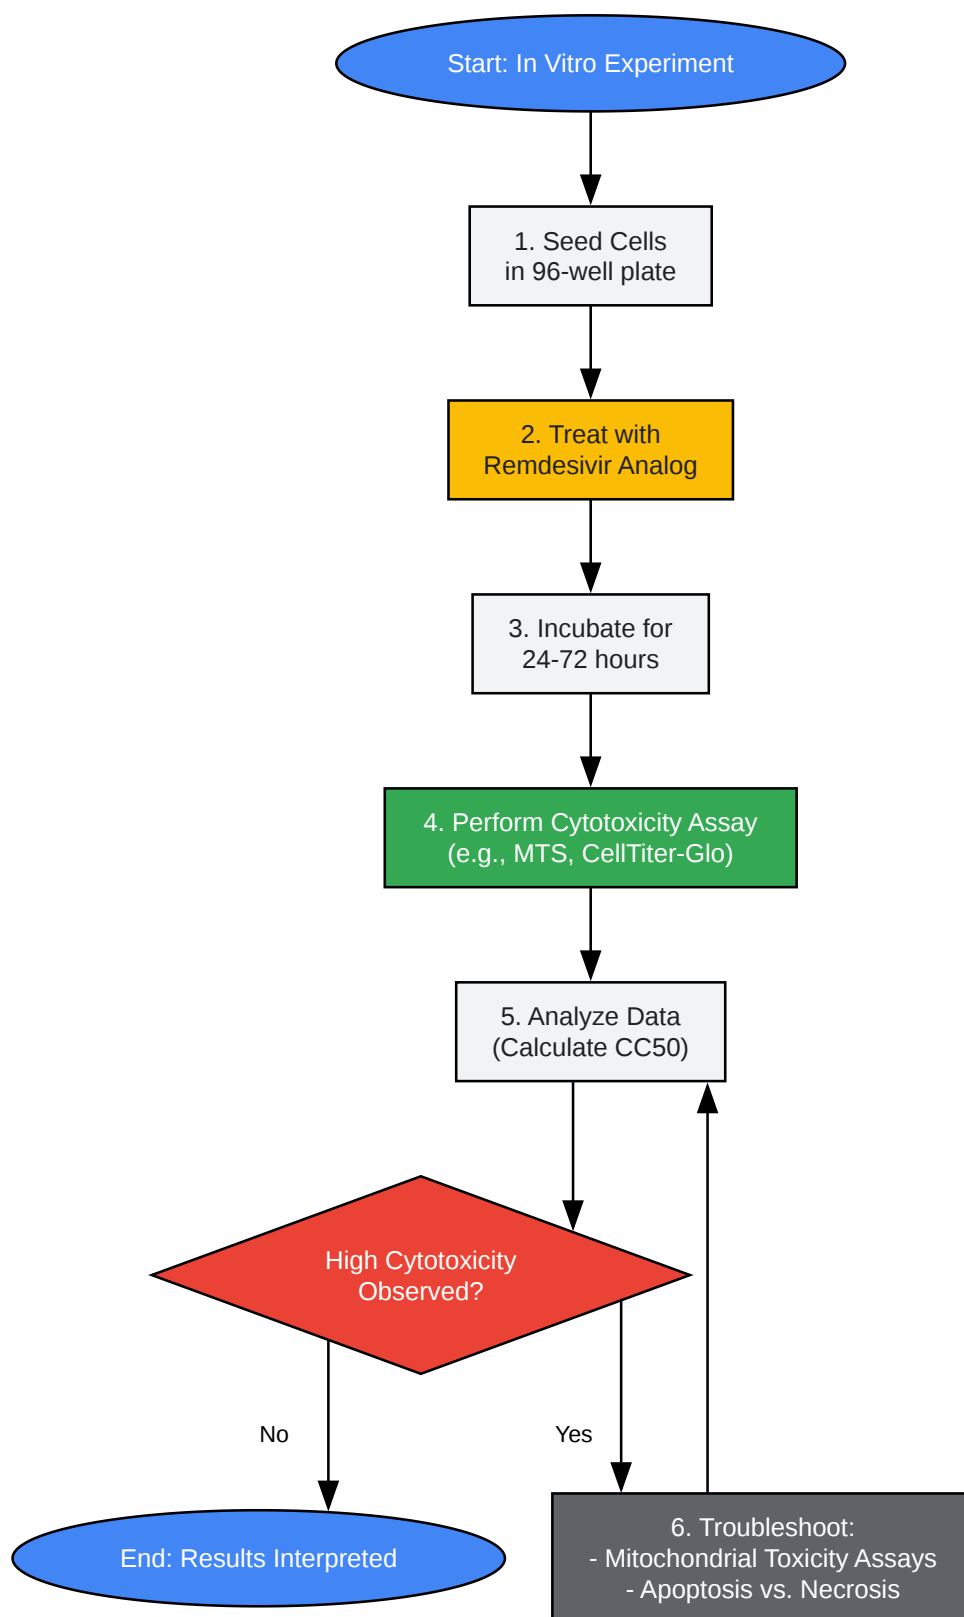 Start: In Vitro Experiment
1. Seed Cells
in 96-well plate
2. Treat with
Remdesivir Analog
3. Incubate for
24-72 hours
4. Perform Cytotoxicity Assay
(e.g., MTS, CellTiter-Glo)
5. Analyze Data
(Calculate CC50)
High Cytotoxicity
Observed?
No
Yes
End: Results Interpreted
6. Troubleshoot:
- Mitochondrial Toxicity Assays
- Apoptosis vs. Necrosis